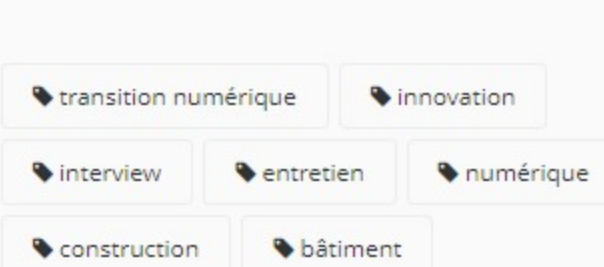 transition numérique innovation
interview entretien numérique
construction bâtiment